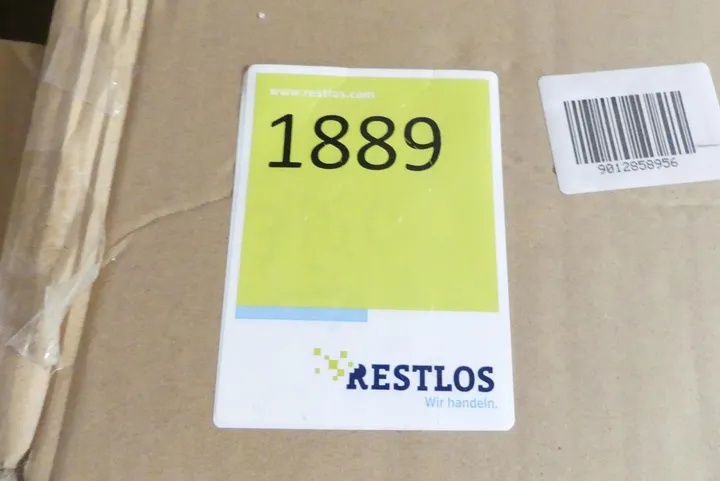 www.restlos.com
1889
9012858956
RESTLOS
Wir handeln.